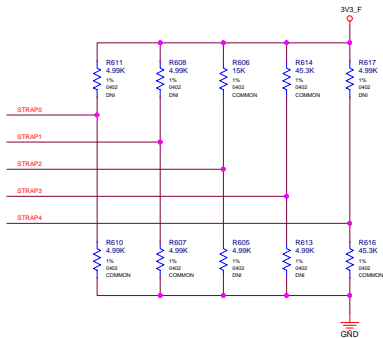 3V3_F
R611
4.99K
1%
0402
DNI
R608
4.99K
1%
0402
DNI
R606
15K
1%
0402
COMMON
R614
45.3K
1%
0402
COMMON
R617
4.99K
1%
0402
DNI
STRAP0
STRAP1
STRAP2
STRAP3
STRAP4
R610
4.99K
1%
0402
COMMON
R607
4.99K
1%
0402
COMMON
R605
4.99K
1%
0402
DNI
R613
4.99K
1%
0402
DNI
R616
45.3K
1%
0402
COMMON
GND